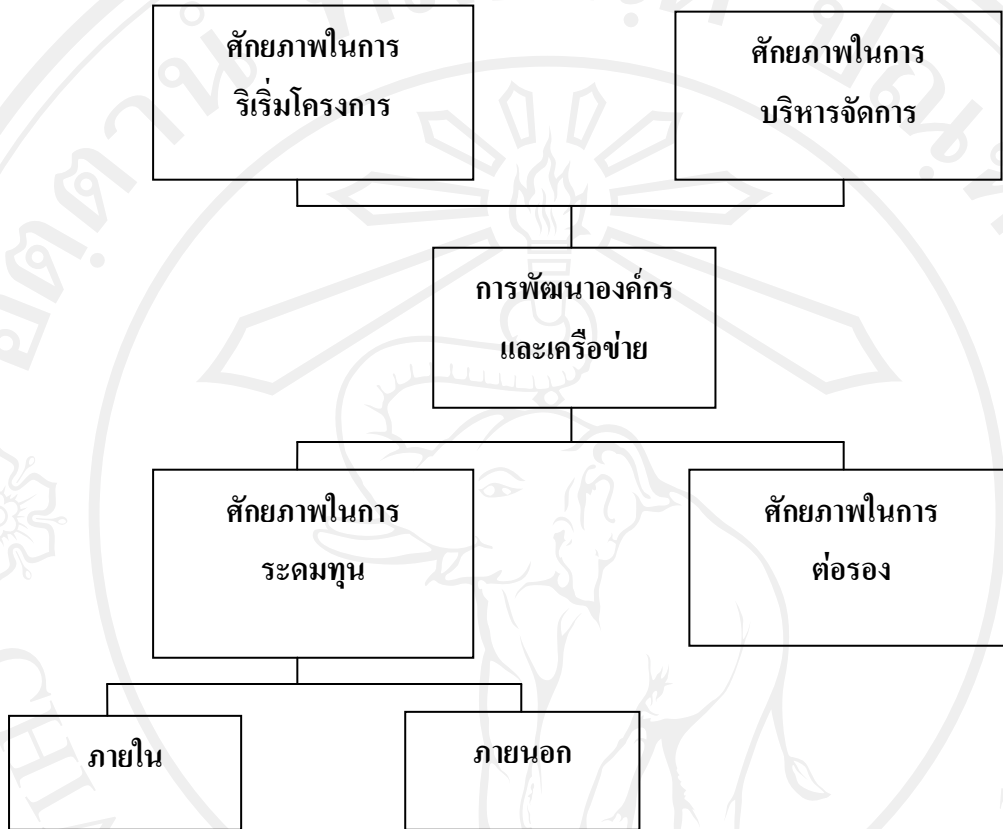 ศักยภาพในการ
ริเริ่มโครงการ
ศักยภาพในการ
บริหารจัดการ
การพัฒนาองค์กร
และเครือข่าย
ศักยภาพในการ
ระดมทุน
ศักยภาพในการ
ต่อรอง
ภายใน
ภายนอก